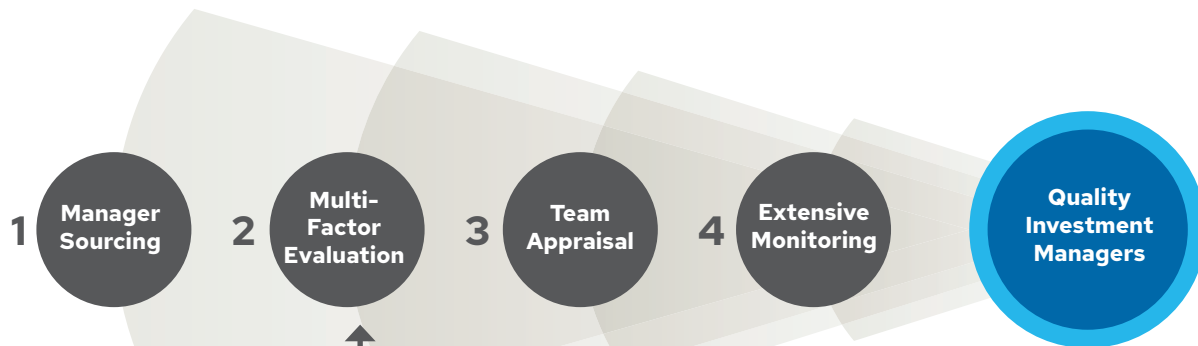 1
Manager
Sourcing
2
Multi-
Factor
Evaluation
3
Team
Appraisal
4
Extensive
Monitoring
Quality
Investment
Managers